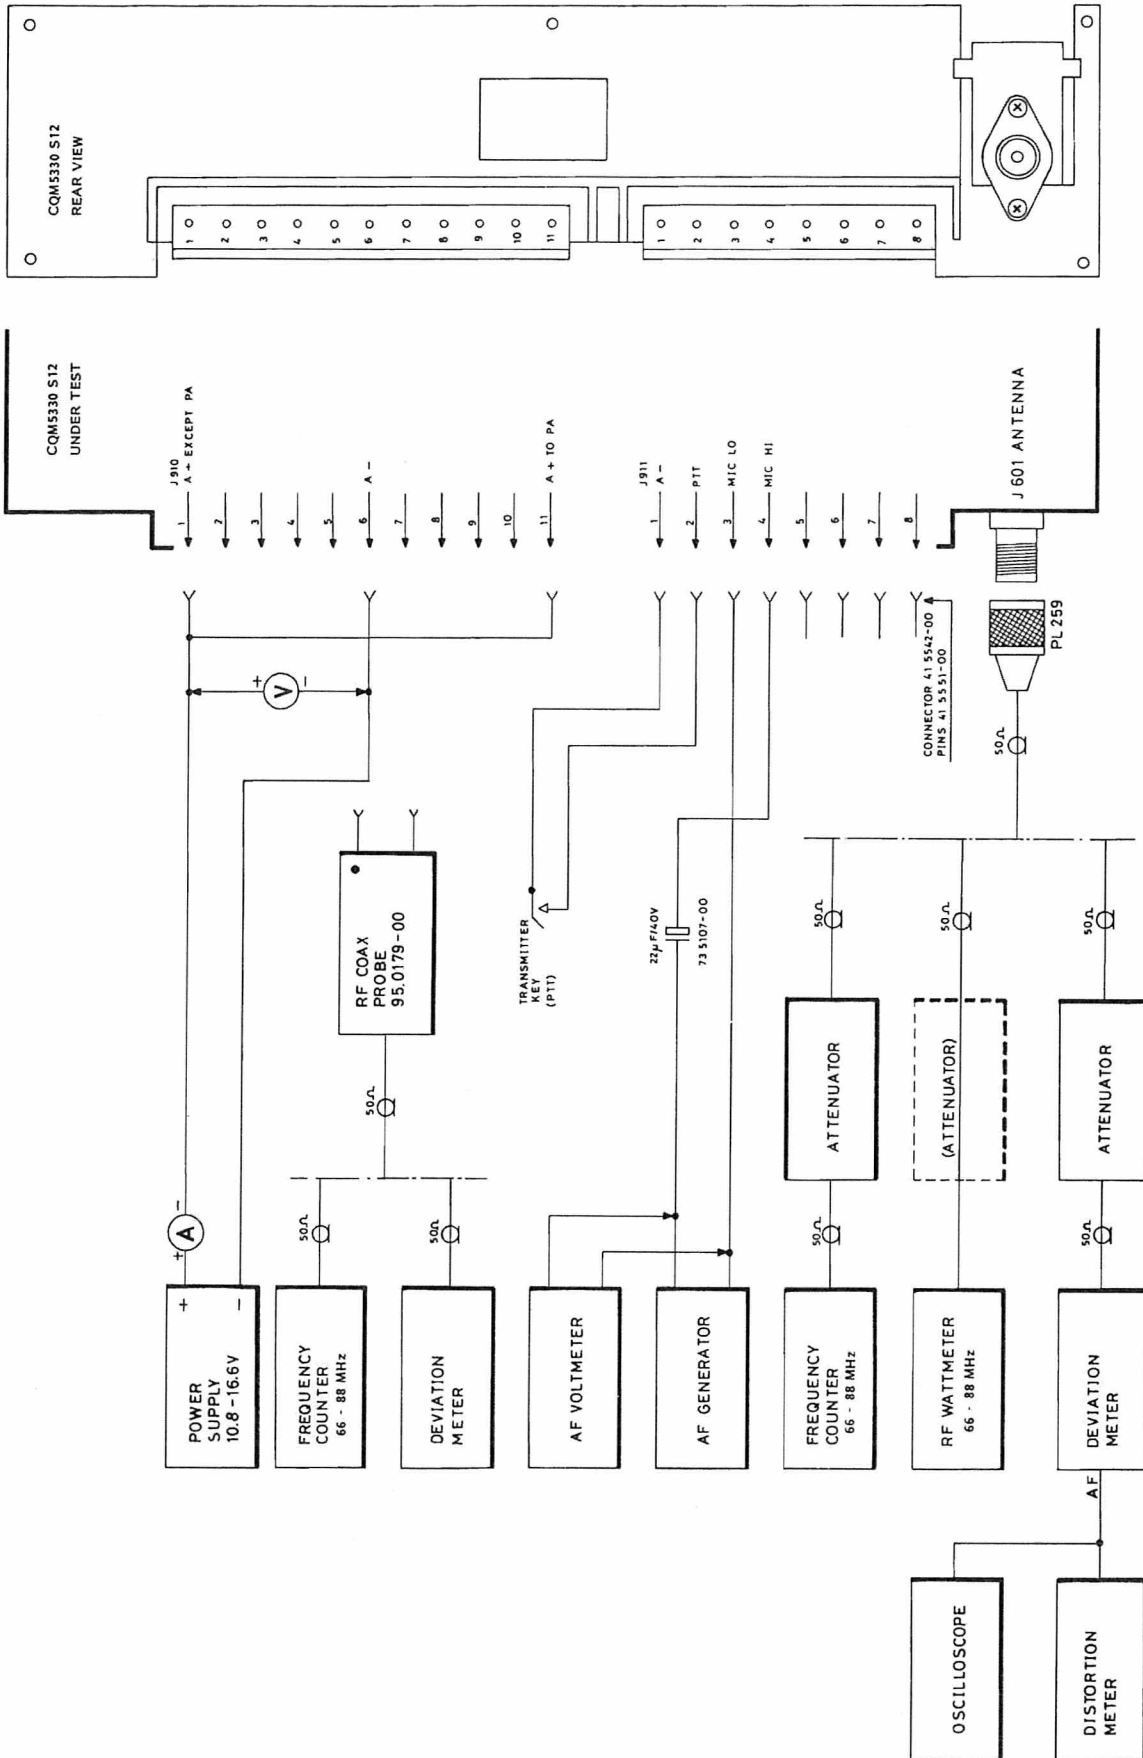 CQM5330 S12
REAR VIEW
1
2
3
4
5
6
7
8
9
10
11
1
2
3
4
5
6
7
8
CQM5330 S12
UNDER TEST
J910
1 A + EXCEPT PA
2
3
4
5
6 A -
7
8
9
10
11 A + TO PA
J911
1 A -
2 PTT
3 MIC LO
4 MIC HI
5
6
7
8
J601 ANTENNA
PL 259
CONNECTOR 41 5542-00
PINS 41 5551-00
50Ω
+ V -
RF COAX
PROBE
95.0179-00
50Ω
TRANSMITTER
KEY
(PTT)
22µF/40V
73 5107-00
50Ω
50Ω
50Ω
ATTENUATOR
(ATTENUATOR)
ATTENUATOR
+ A -
50Ω
50Ω
50Ω
50Ω
+
-
POWER
SUPPLY
10.8-16.6V
FREQUENCY
COUNTER
66 - 88 MHz
DEVIATION
METER
AF VOLTMETER
AF GENERATOR
FREQUENCY
COUNTER
66 - 88 MHz
RF WATTMETER
66 - 88 MHz
DEVIATION
METER
AF
OSCILLOSCOPE
DISTORTION
METER